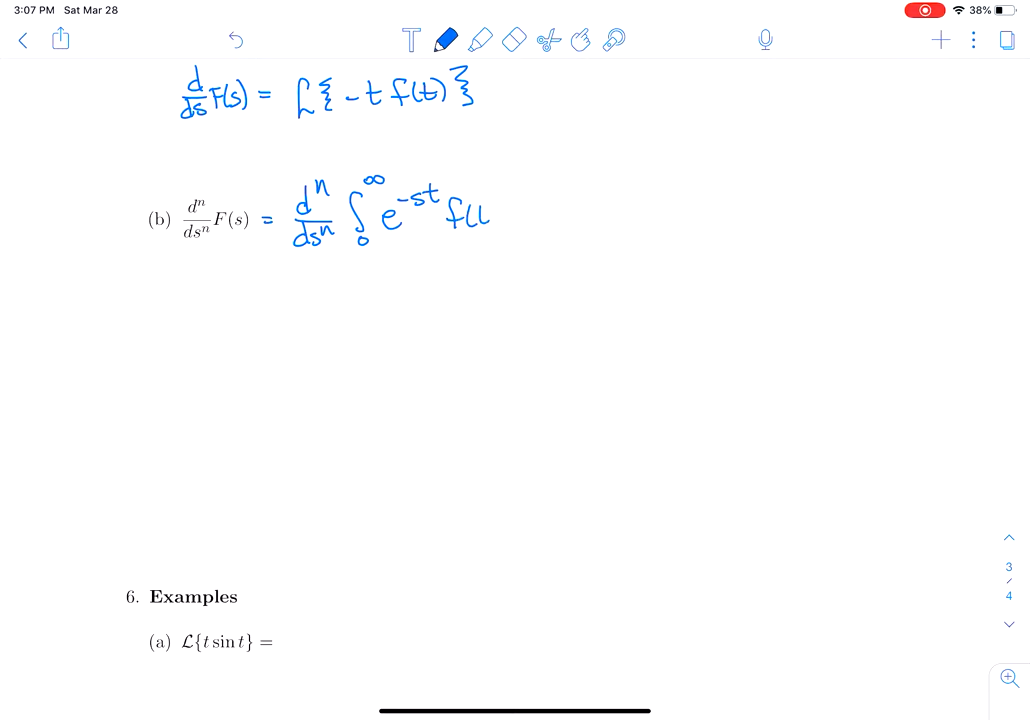 3:07 PM Sat Mar 28 38%
T
d/ds F(s) = ℒ{-t f(t)}
(b) dⁿ/dsⁿ F(s) = dⁿ/dsⁿ ∫₀^∞ e^(-st) f(
3 / 4
6. Examples
(a) ℒ{t sin t} =